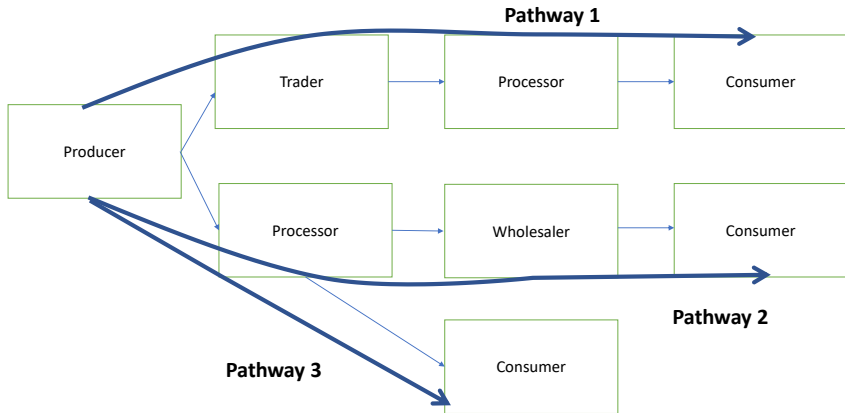 Pathway 1
Trader
Processor
Consumer
Producer
Processor
Wholesaler
Consumer
Pathway 2
Consumer
Pathway 3